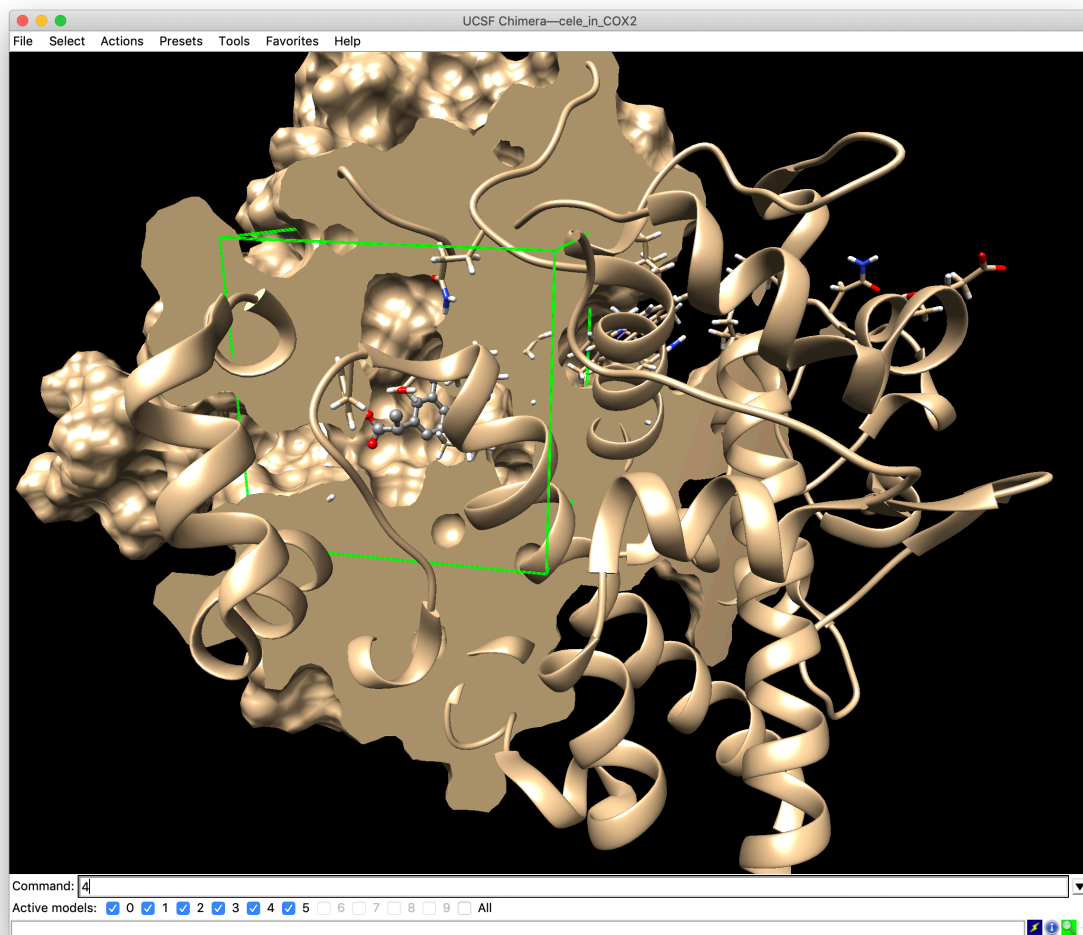 UCSF Chimera—cele_in_COX2
File Select Actions Presets Tools Favorites Help
Command: 4
Active models: 0 1 2 3 4 5 6 7 8 9 All